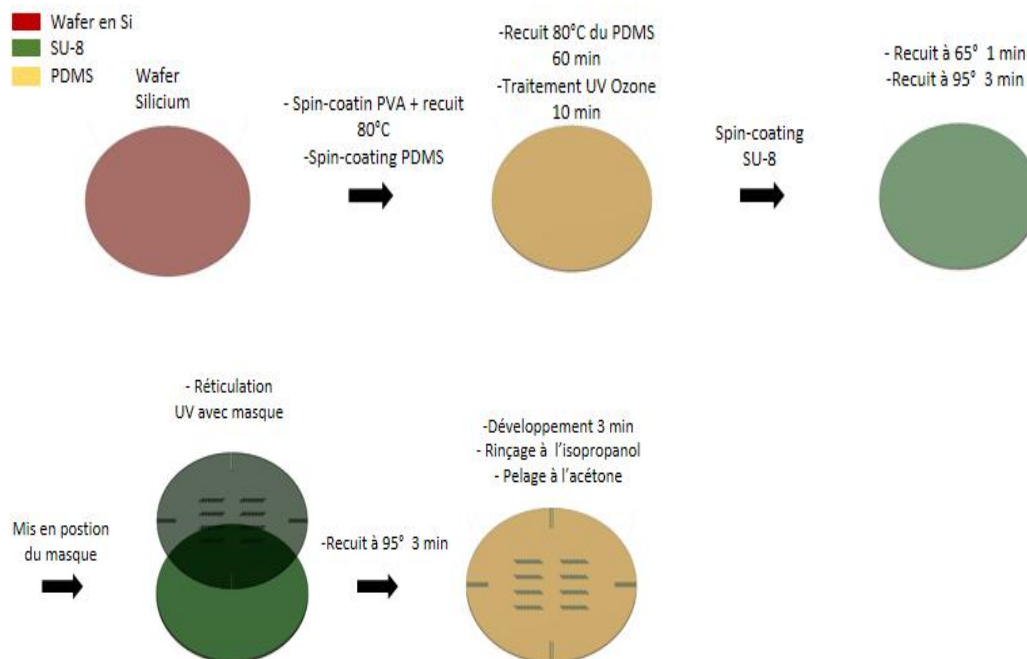 Wafer en Si
SU-8
PDMS
Wafer
Silicium
- Spin-coatin PVA + recuit
80°C
-Spin-coating PDMS
-Recuit 80°C du PDMS
60 min
-Traitement UV Ozone
10 min
Spin-coating
SU-8
- Recuit à 65° 1 min
-Recuit à 95° 3 min
Mis en postion
du masque
- Réticulation
UV avec masque
-Recuit à 95° 3 min
-Développement 3 min
- Rinçage à l’isopropanol
- Pelage à l’acétone